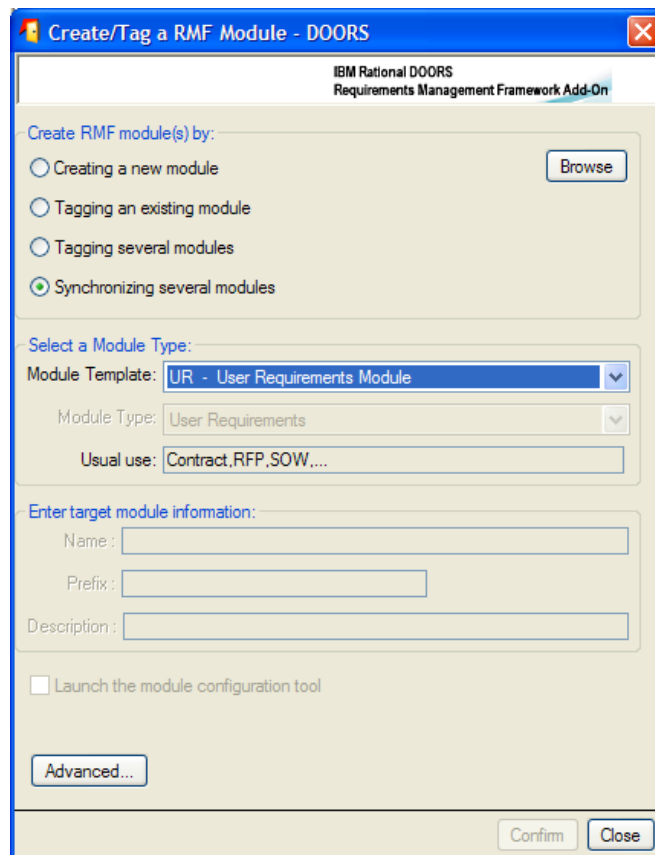 Create/Tag a RMF Module - DOORS
IBM Rational DOORS
Requirements Management Framework Add-On
Create RMF module(s) by:
Creating a new module
Browse
Tagging an existing module
Tagging several modules
Synchronizing several modules
Select a Module Type:
Module Template: UR - User Requirements Module
Module Type: User Requirements
Usual use: Contract,RFP,SOW,...
Enter target module information:
Name :
Prefix :
Description :
Launch the module configuration tool
Advanced...
Confirm Close